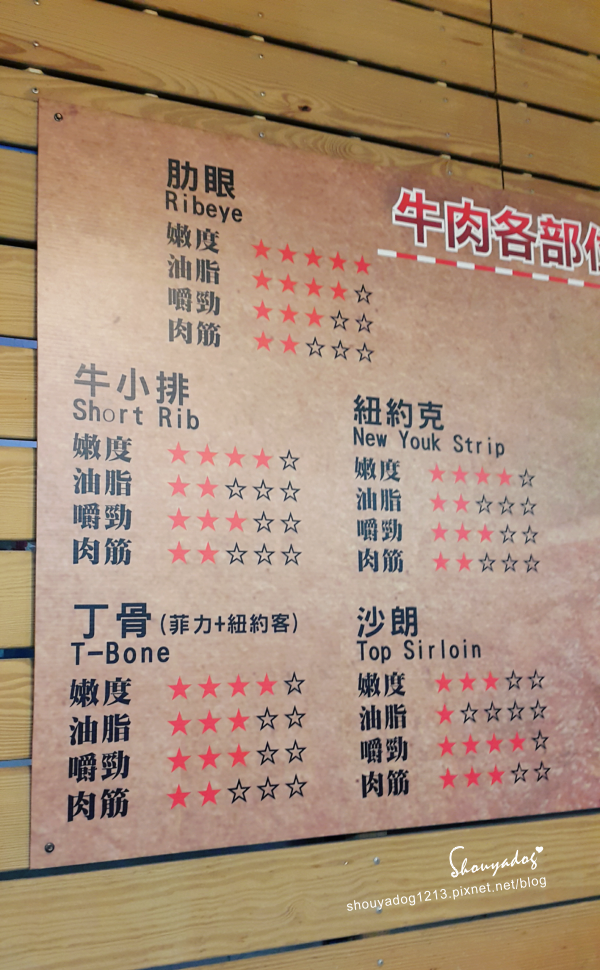 肋眼
Ribeye
嫩度 ★★★★★
油脂 ★★★★☆
嚼勁 ★★★☆☆
肉筋 ★★☆☆☆
牛肉各部位
牛小排
Short Rib
嫩度 ★★★★☆
油脂 ★★☆☆☆
嚼勁 ★★★☆☆
肉筋 ★★☆☆☆
紐約克
New Youk Strip
嫩度 ★★★★☆
油脂 ★★☆☆☆
嚼勁 ★★★☆☆
肉筋 ★★☆☆☆
丁骨(菲力+紐約客)
T-Bone
嫩度 ★★★★☆
油脂 ★★★☆☆
嚼勁 ★★★☆☆
肉筋 ★★☆☆☆
沙朗
Top Sirloin
嫩度 ★★★☆☆
油脂 ★☆☆☆☆
嚼勁 ★★★★☆
肉筋 ★★★☆☆
Shouyadog
shouyadog1213.pixnet.net/blog